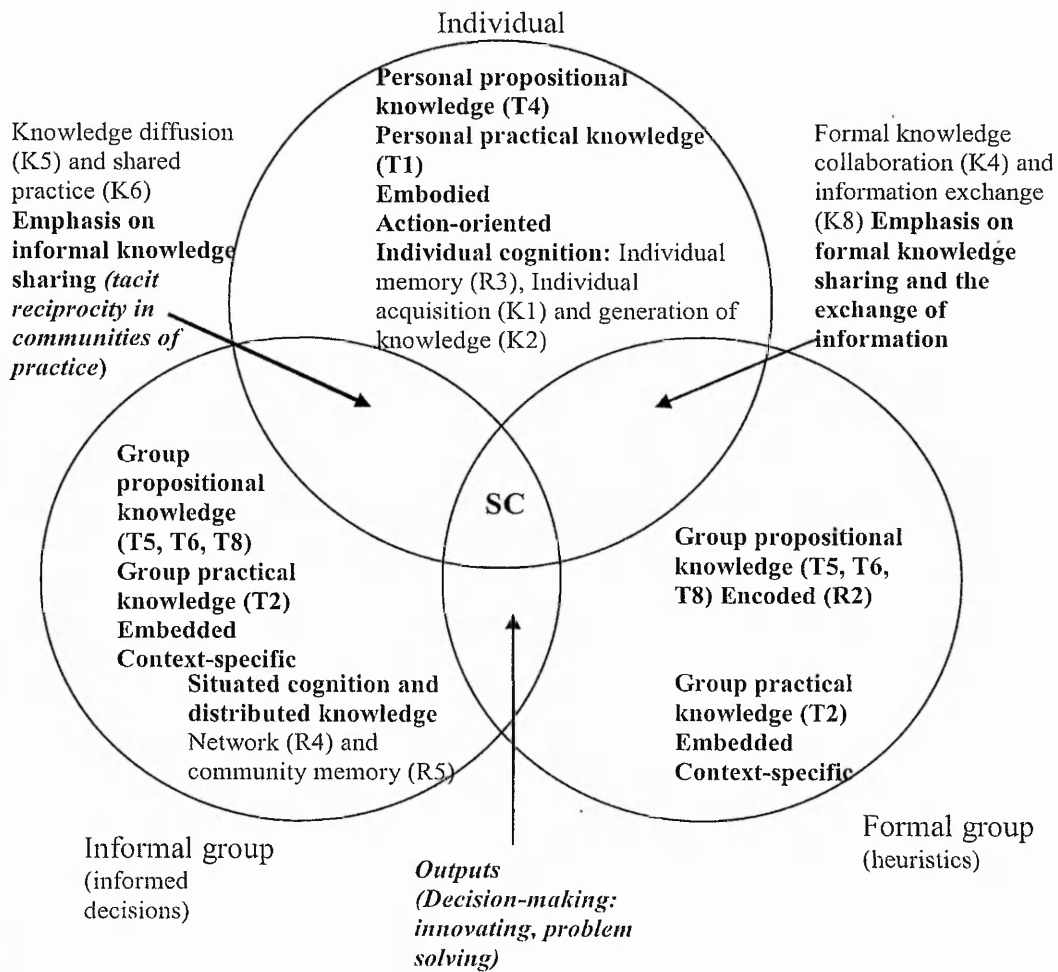 Individual
Personal propositional
knowledge (T4)
Personal practical knowledge
(T1)
Embodied
Action-oriented
Individual cognition: Individual
memory (R3), Individual
acquisition (K1) and generation of
knowledge (K2)
Knowledge diffusion
(K5) and shared
practice (K6)
Emphasis on
informal knowledge
sharing (tacit
reciprocity in
communities of
practice)
Formal knowledge
collaboration (K4) and
information exchange
(K8) Emphasis on
formal knowledge
sharing and the
exchange of
information
Group
propositional
knowledge
(T5, T6, T8)
Group practical
knowledge (T2)
Embedded
Context-specific
Situated cognition and
distributed knowledge
Network (R4) and
community memory (R5)
SC
Group propositional
knowledge (T5, T6,
T8) Encoded (R2)
Group practical
knowledge (T2)
Embedded
Context-specific
Informal group
(informed
decisions)
Outputs
(Decision-making:
innovating, problem
solving)
Formal group
(heuristics)